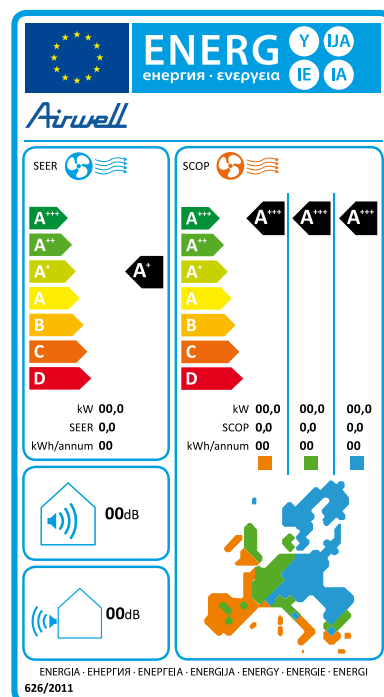 ENERG Y IJA
енергия · ενεργεια IE IA
Airwell
SEER
A+++
A++
A+
A
B
C
D
A+
kW 00,0
SEER 0,0
kWh/annum 00
SCOP
A+++
A++
A+
A
B
C
D
A+++ A+++ A+++
kW 00,0 00,0 00,0
SCOP 0,0 0,0 0,0
kWh/annum 00 00 00
00dB
00dB
ENERGIA · ЕНЕРГИЯ · ΕΝΕΡΓΕΙΑ · ENERGIJA · ENERGY · ENERGIE · ENERGI
626/2011